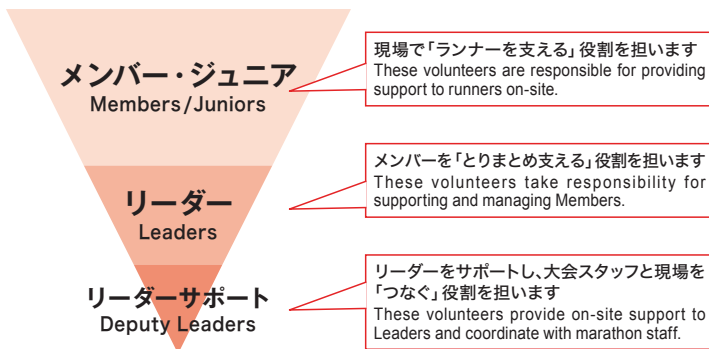 メンバー・ジュニア
Members/Juniors
現場で「ランナーを支える」役割を担います
These volunteers are responsible for providing
support to runners on-site.
リーダー
Leaders
メンバーを「とりまとめ支える」役割を担います
These volunteers take responsibility for
supporting and managing Members.
リーダーサポート
Deputy Leaders
リーダーをサポートし、大会スタッフと現場を
「つなぐ」役割を担います
These volunteers provide on-site support to
Leaders and coordinate with marathon staff.